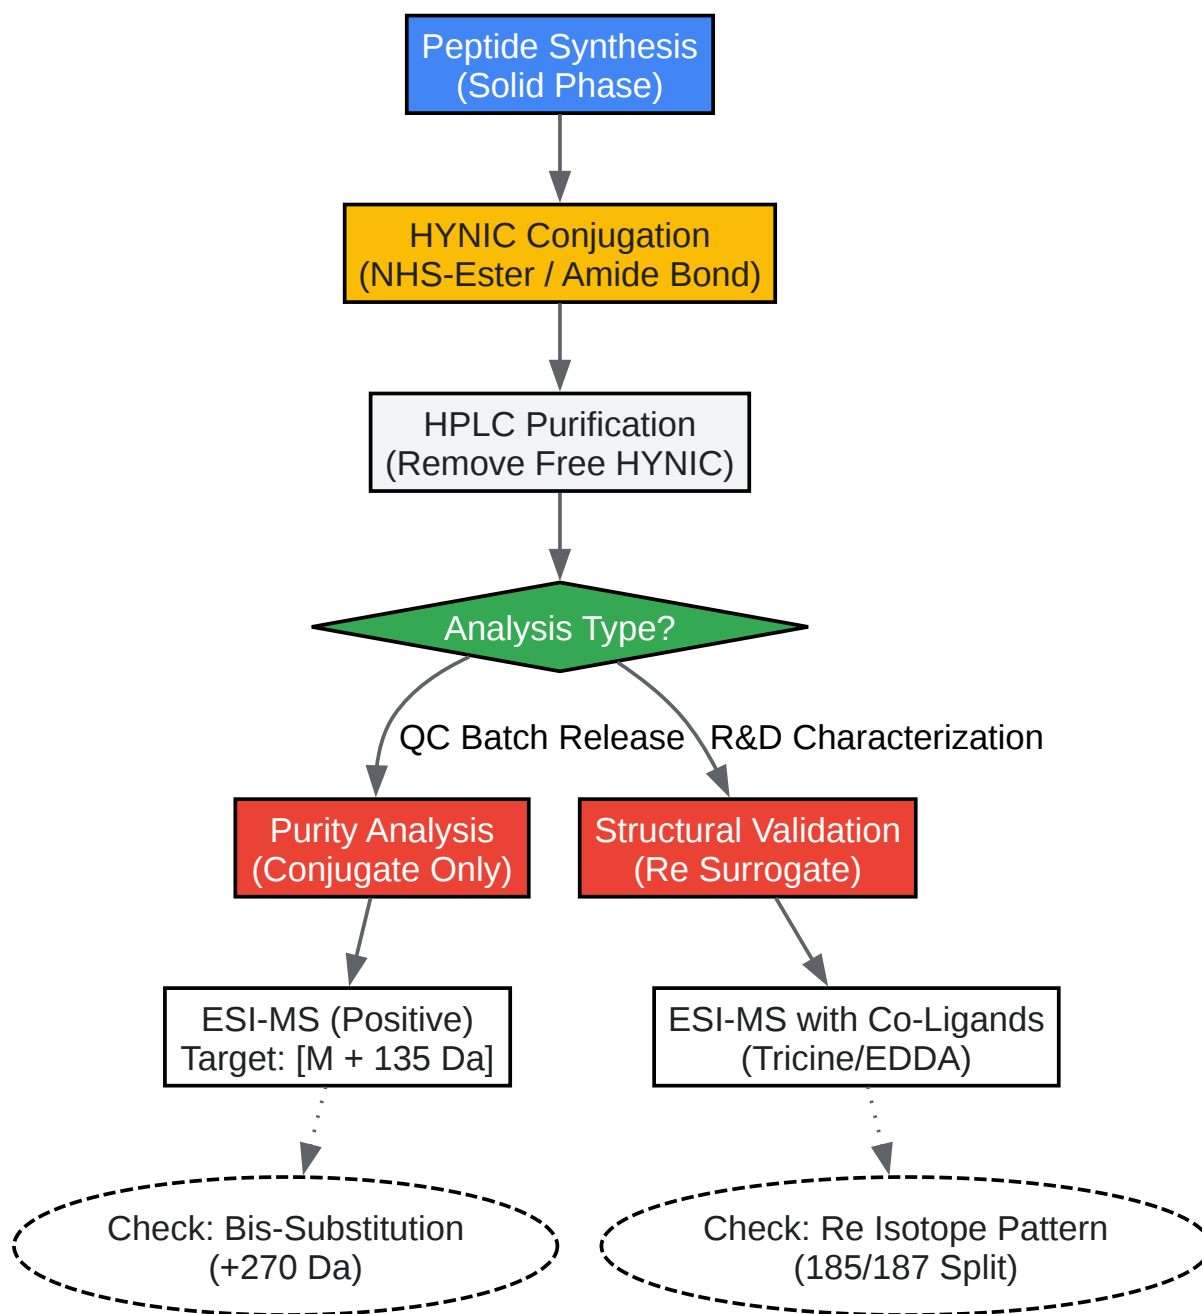 Peptide Synthesis
(Solid Phase)
HYNIC Conjugation
(NHS-Ester / Amide Bond)
HPLC Purification
(Remove Free HYNIC)
Analysis Type?
QC Batch Release
R&D Characterization
Purity Analysis
(Conjugate Only)
Structural Validation
(Re Surrogate)
ESI-MS (Positive)
Target: [M + 135 Da]
ESI-MS with Co-Ligands
(Tricine/EDDA)
Check: Bis-Substitution
(+270 Da)
Check: Re Isotope Pattern
(185/187 Split)